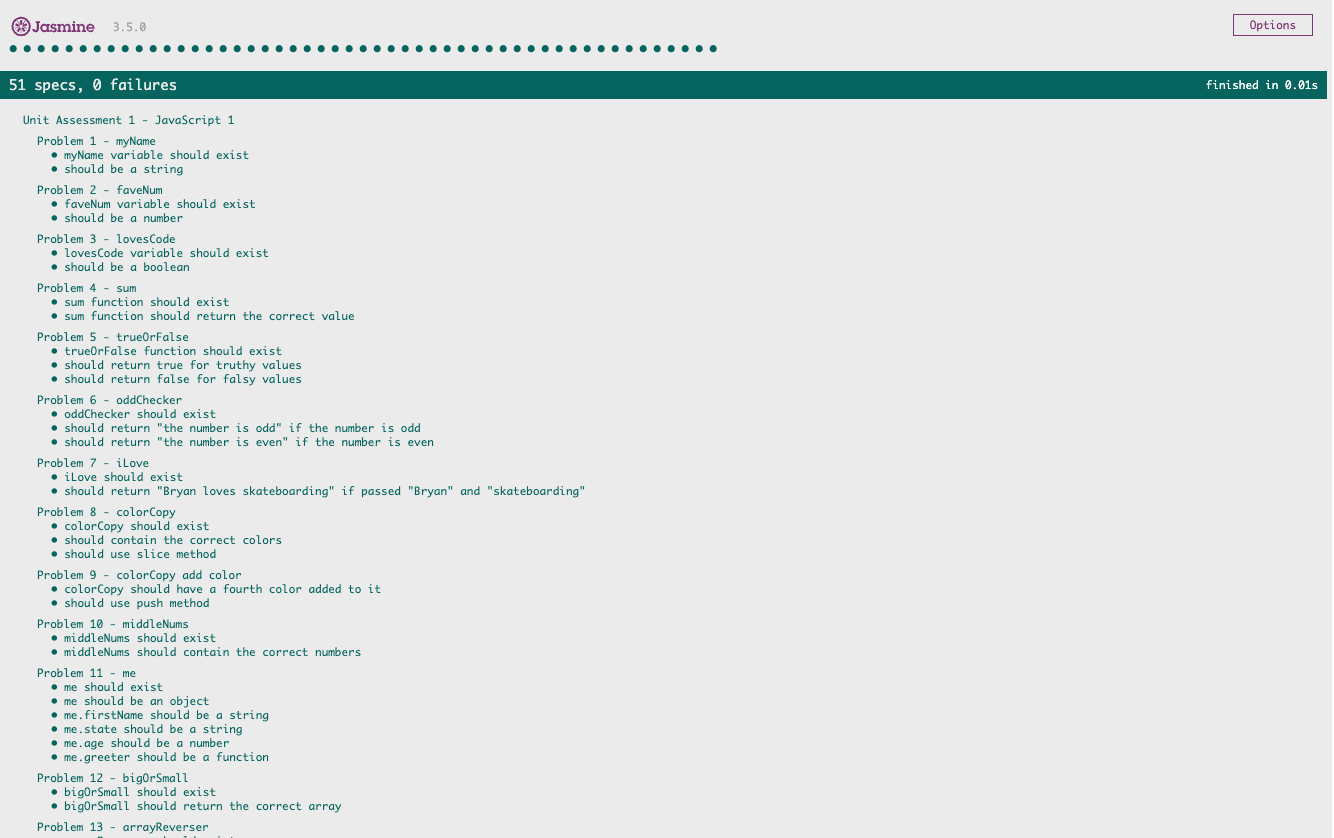 Jasmine 3.5.0
Options
51 specs, 0 failures
finished in 0.01s
Unit Assessment 1 - JavaScript 1
Problem 1 - myName
• myName variable should exist
• should be a string
Problem 2 - faveNum
• faveNum variable should exist
• should be a number
Problem 3 - lovesCode
• lovesCode variable should exist
• should be a boolean
Problem 4 - sum
• sum function should exist
• sum function should return the correct value
Problem 5 - trueOrFalse
• trueOrFalse function should exist
• should return true for truthy values
• should return false for falsy values
Problem 6 - oddChecker
• oddChecker should exist
• should return "the number is odd" if the number is odd
• should return "the number is even" if the number is even
Problem 7 - iLove
• iLove should exist
• should return "Bryan loves skateboarding" if passed "Bryan" and "skateboarding"
Problem 8 - colorCopy
• colorCopy should exist
• should contain the correct colors
• should use slice method
Problem 9 - colorCopy add color
• colorCopy should have a fourth color added to it
• should use push method
Problem 10 - middleNums
• middleNums should exist
• middleNums should contain the correct numbers
Problem 11 - me
• me should exist
• me should be an object
• me.firstName should be a string
• me.state should be a string
• me.age should be a number
• me.greeter should be a function
Problem 12 - bigOrSmall
• bigOrSmall should exist
• bigOrSmall should return the correct array
Problem 13 - arrayReverser